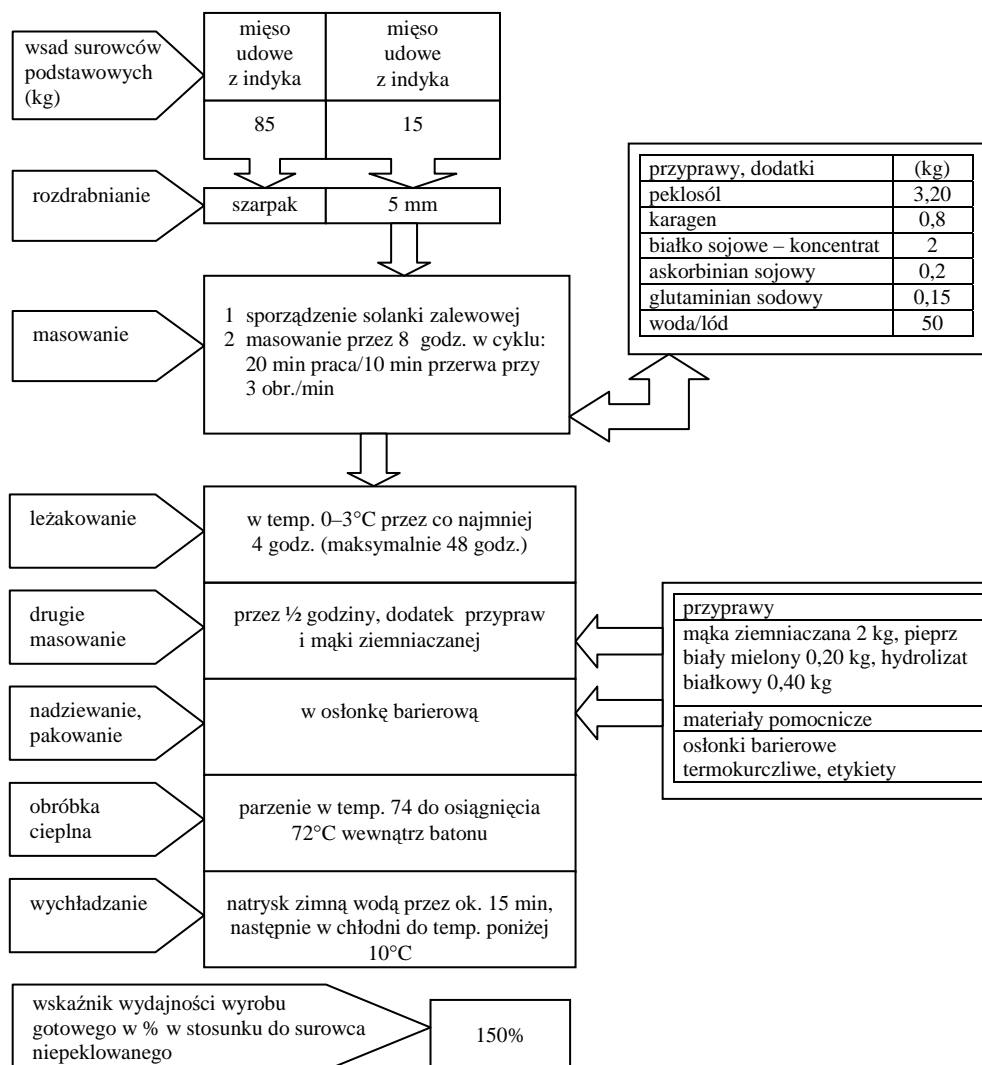 wsad surowców
podstawowych
(kg)
mięso
udowe
z indyka
mięso
udowe
z indyka
85
15
rozdrabnianie
szarpak
5 mm
przyprawy, dodatki (kg)
peklosól 3,20
karagen 0,8
białko sojowe – koncentrat 2
askorbinian sojowy 0,2
glutaminian sodowy 0,15
woda/lód 50
masowanie
1 sporządzenie solanki zalewowej
2 masowanie przez 8 godz. w cyklu:
20 min praca/10 min przerwa przy
3 obr./min
leżakowanie
w temp. 0–3°C przez co najmniej
4 godz. (maksymalnie 48 godz.)
drugie
masowanie
przez ½ godziny, dodatek przypraw
i mąki ziemniaczanej
przyprawy
mąka ziemniaczana 2 kg, pieprz
biały mielony 0,20 kg, hydrolizat
białkowy 0,40 kg
materiały pomocnicze
osłonki barierowe
termokurczliwe, etykiety
nadziewanie,
pakowanie
w osłonkę barierową
obróbka
cieplna
parzenie w temp. 74 do osiągnięcia
72°C wewnątrz batonu
wychładzanie
natrysk zimną wodą przez ok. 15 min,
następnie w chłodni do temp. poniżej
10°C
wskaźnik wydajności wyrobu
gotowego w % w stosunku do surowca
niepeklowanego
150%